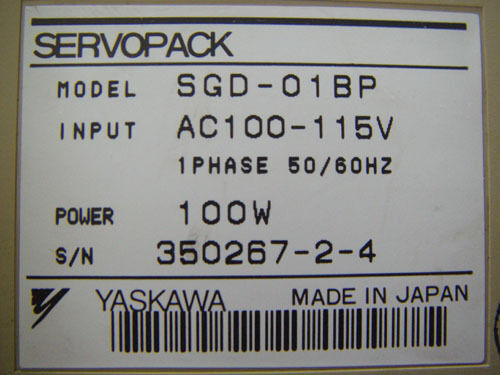 SERVOPACK
MODEL SGD-01BP
INPUT AC100-115V
1PHASE 50/60HZ
POWER 100W
S/N 350267-2-4
YASKAWA MADE IN JAPAN